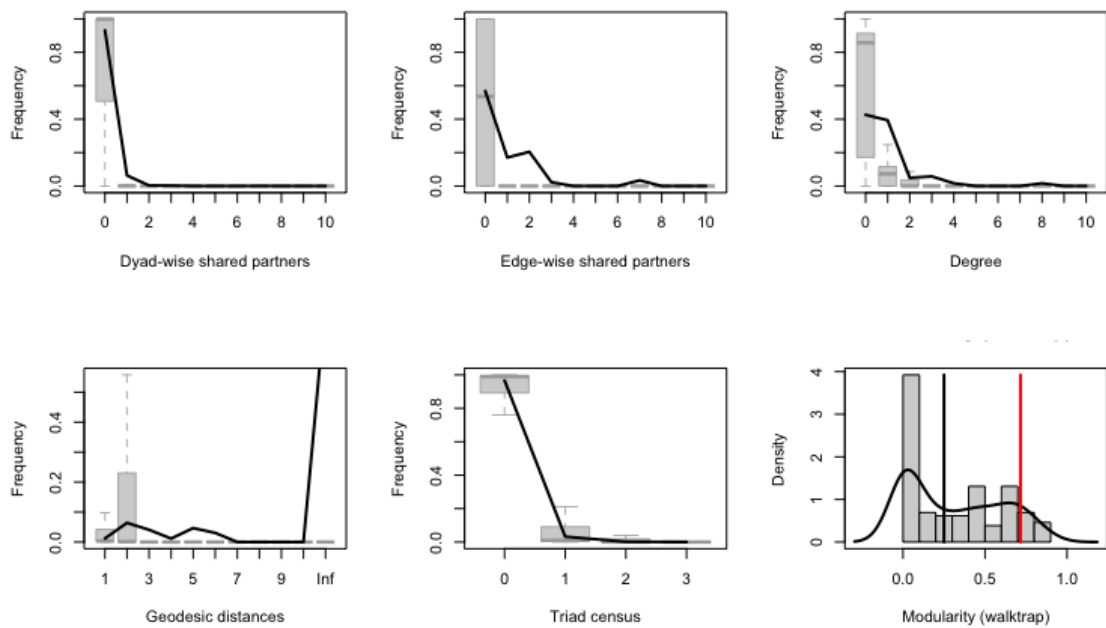 Frequency
0.0 0.4 0.8
0 2 4 6 8 10
Dyad-wise shared partners
Frequency
0.0 0.4 0.8
0 2 4 6 8 10
Edge-wise shared partners
Frequency
0.0 0.4 0.8
0 2 4 6 8 10
Degree
Frequency
0.0 0.2 0.4
1 3 5 7 9 Inf
Geodesic distances
Frequency
0.0 0.4 0.8
0 1 2 3
Triad census
Density
0 1 2 3 4
0.0 0.5 1.0
Modularity (walktrap)